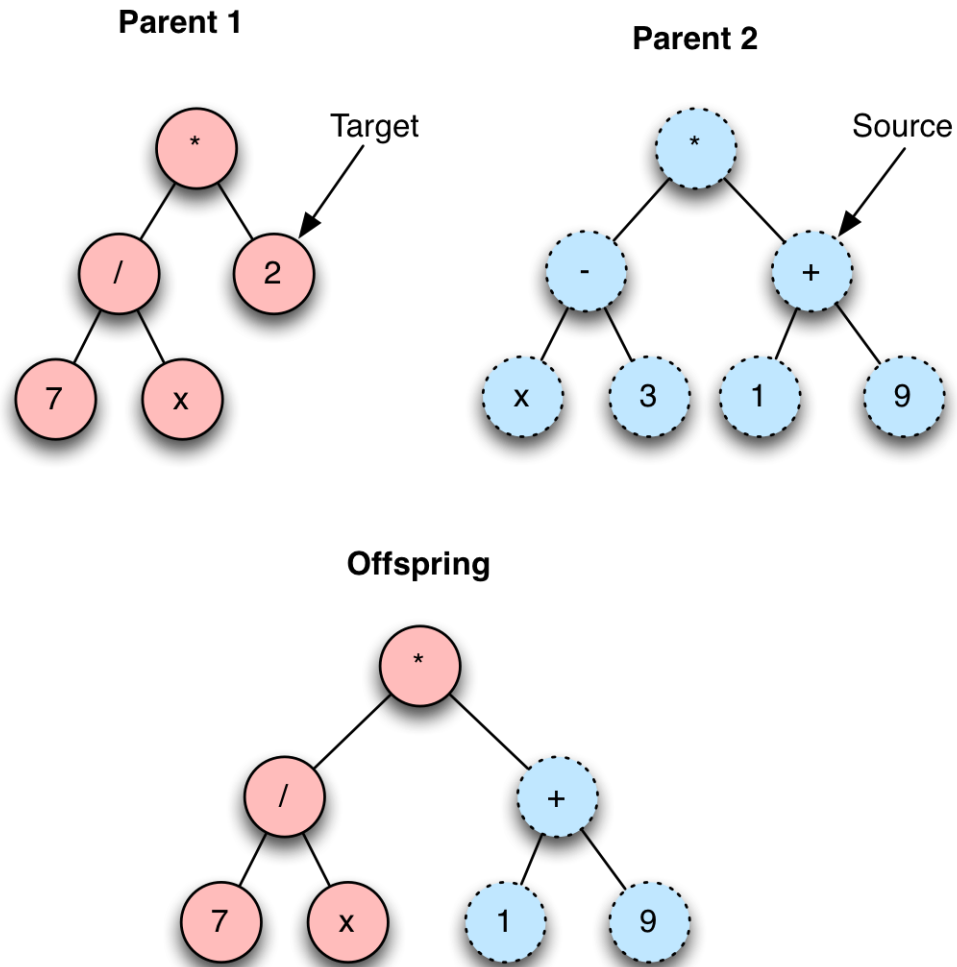 Parent 1
Parent 2
Target
Source
*
*
/
2
-
+
7
x
x
3
1
9
Offspring
*
/
+
7
x
1
9